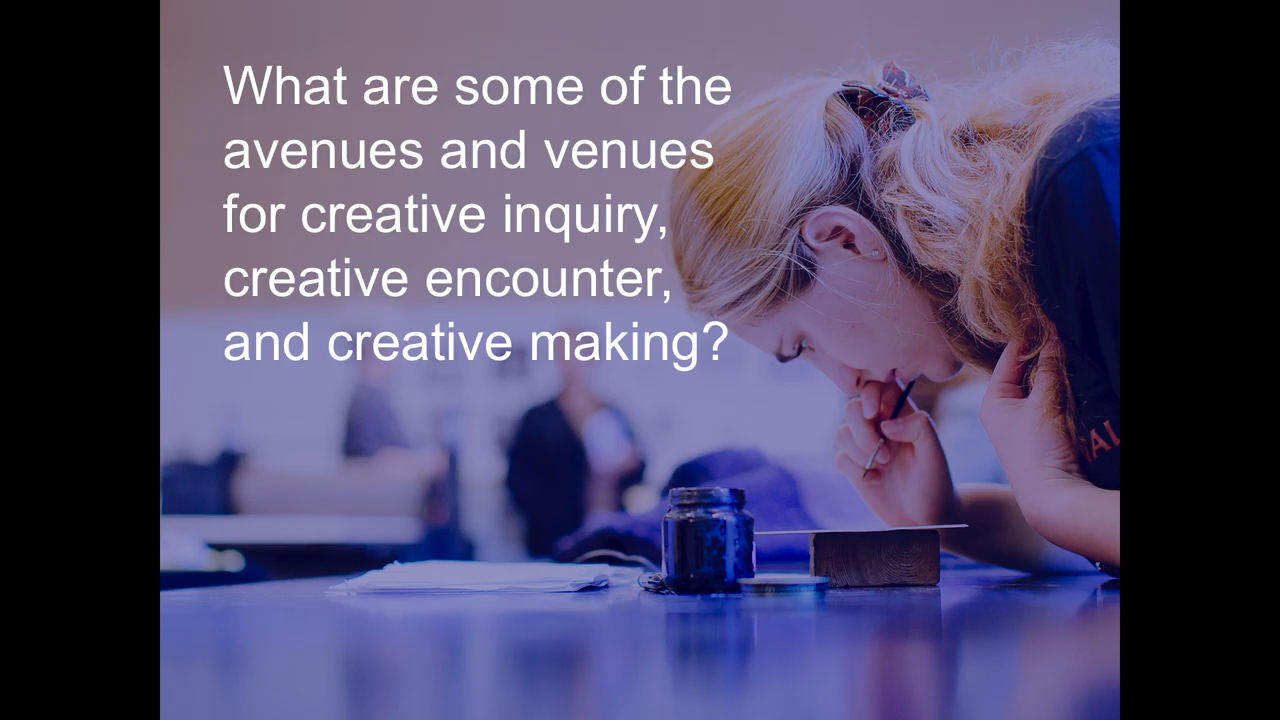 What are some of the
avenues and venues
for creative inquiry,
creative encounter,
and creative making?